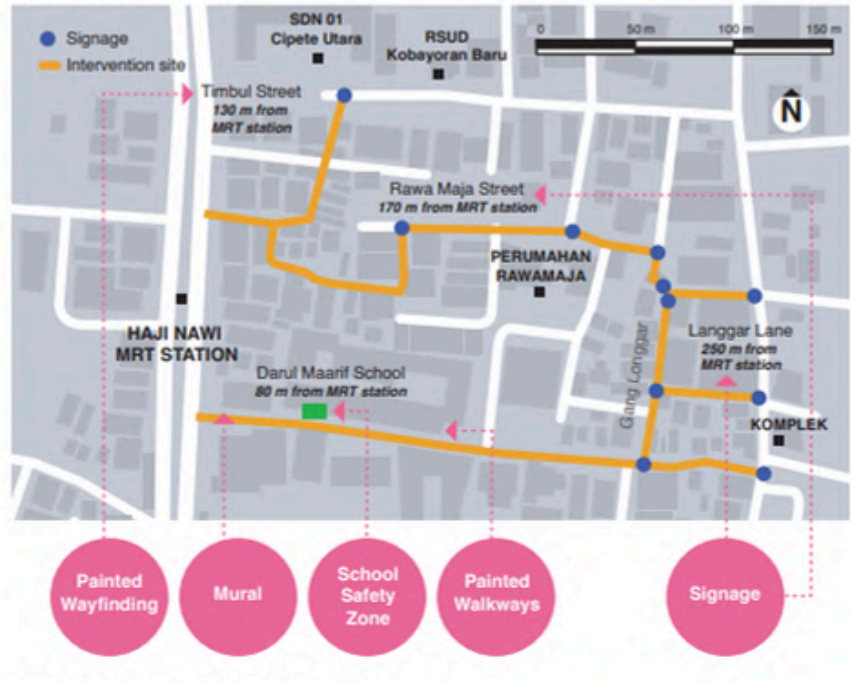 SDN 01
Cipete Utara
RSUD
Kobayoran Baru
0
50 m
100 m
150 m
Signage
Intervention site
Timbul Street
130 m from
MRT station
N
Rawa Maja Street
170 m from MRT station
PERUMAHAN
RAWAMAJA
HAJI NAWI
MRT STATION
Langgar Lane
250 m from
MRT station
Gang Longgar
Darul Maarif School
80 m from MRT station
KOMPLEK
Painted
Wayfinding
Mural
School
Safety
Zone
Painted
Walkways
Signage